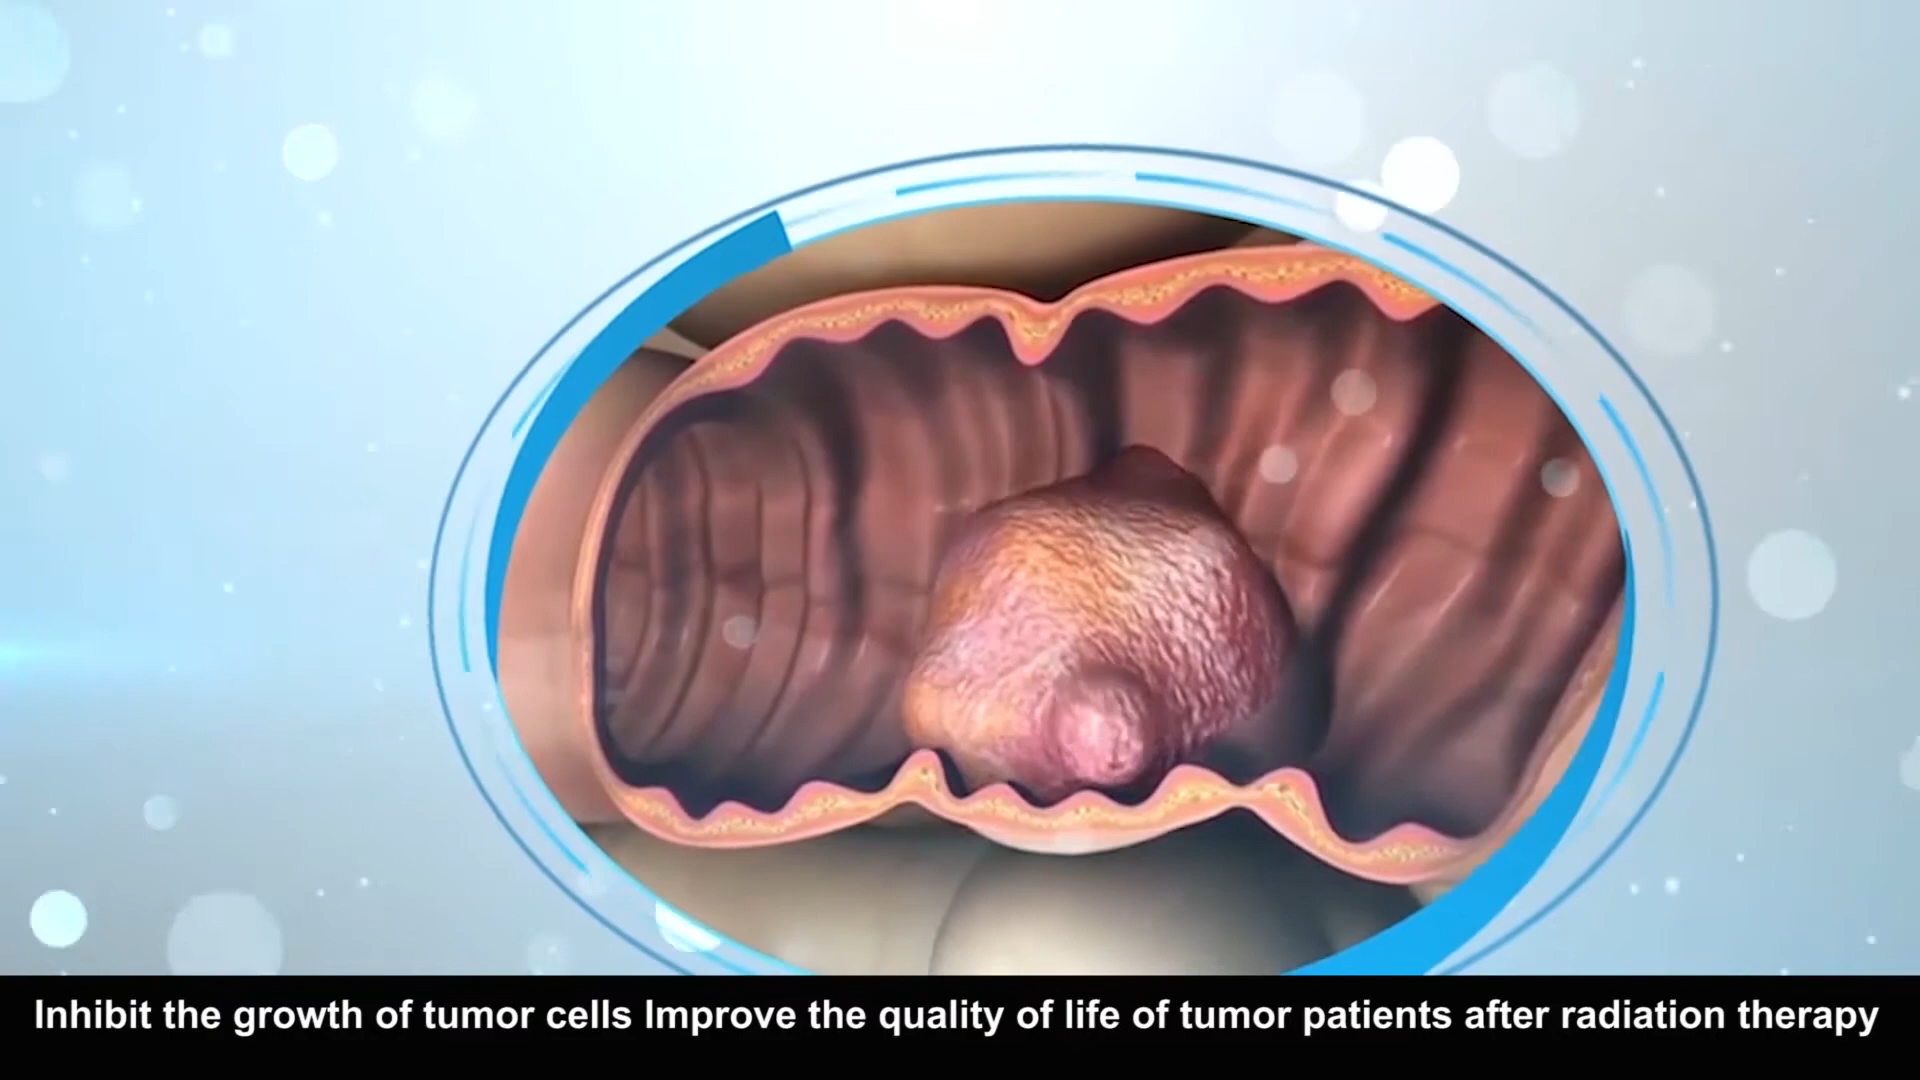 Inhibit the growth of tumor cells Improve the quality of life of tumor patients after radiation therapy